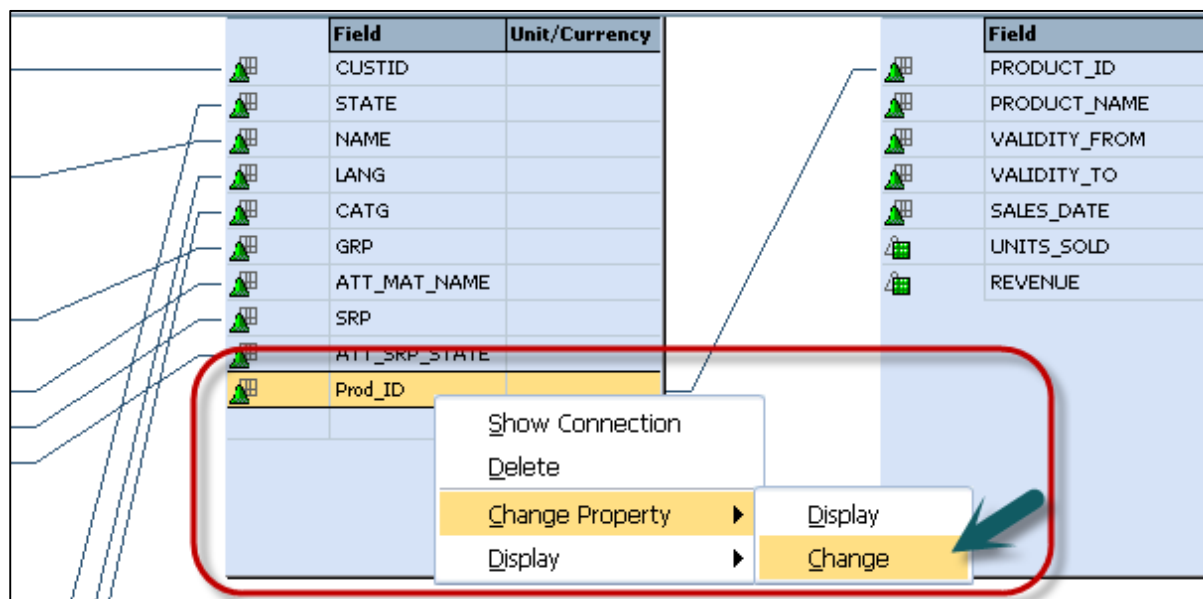 Field Unit/Currency
CUSTID
STATE
NAME
LANG
CATG
GRP
ATT_MAT_NAME
SRP
ATT_SRP_STATE
Prod_ID
Show Connection
Delete
Change Property
Display
Display
Change
Field
PRODUCT_ID
PRODUCT_NAME
VALIDITY_FROM
VALIDITY_TO
SALES_DATE
UNITS_SOLD
REVENUE